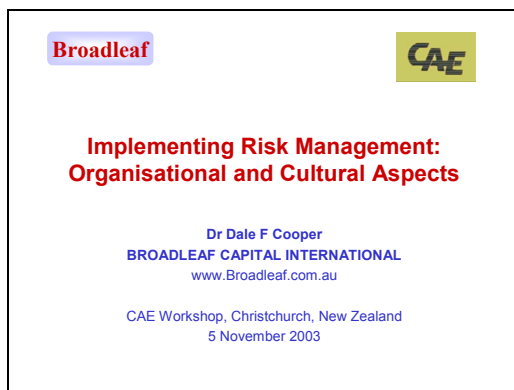 Broadleaf
CAE
Implementing Risk Management:
Organisational and Cultural Aspects
Dr Dale F Cooper
BROADLEAF CAPITAL INTERNATIONAL
www.Broadleaf.com.au
CAE Workshop, Christchurch, New Zealand
5 November 2003